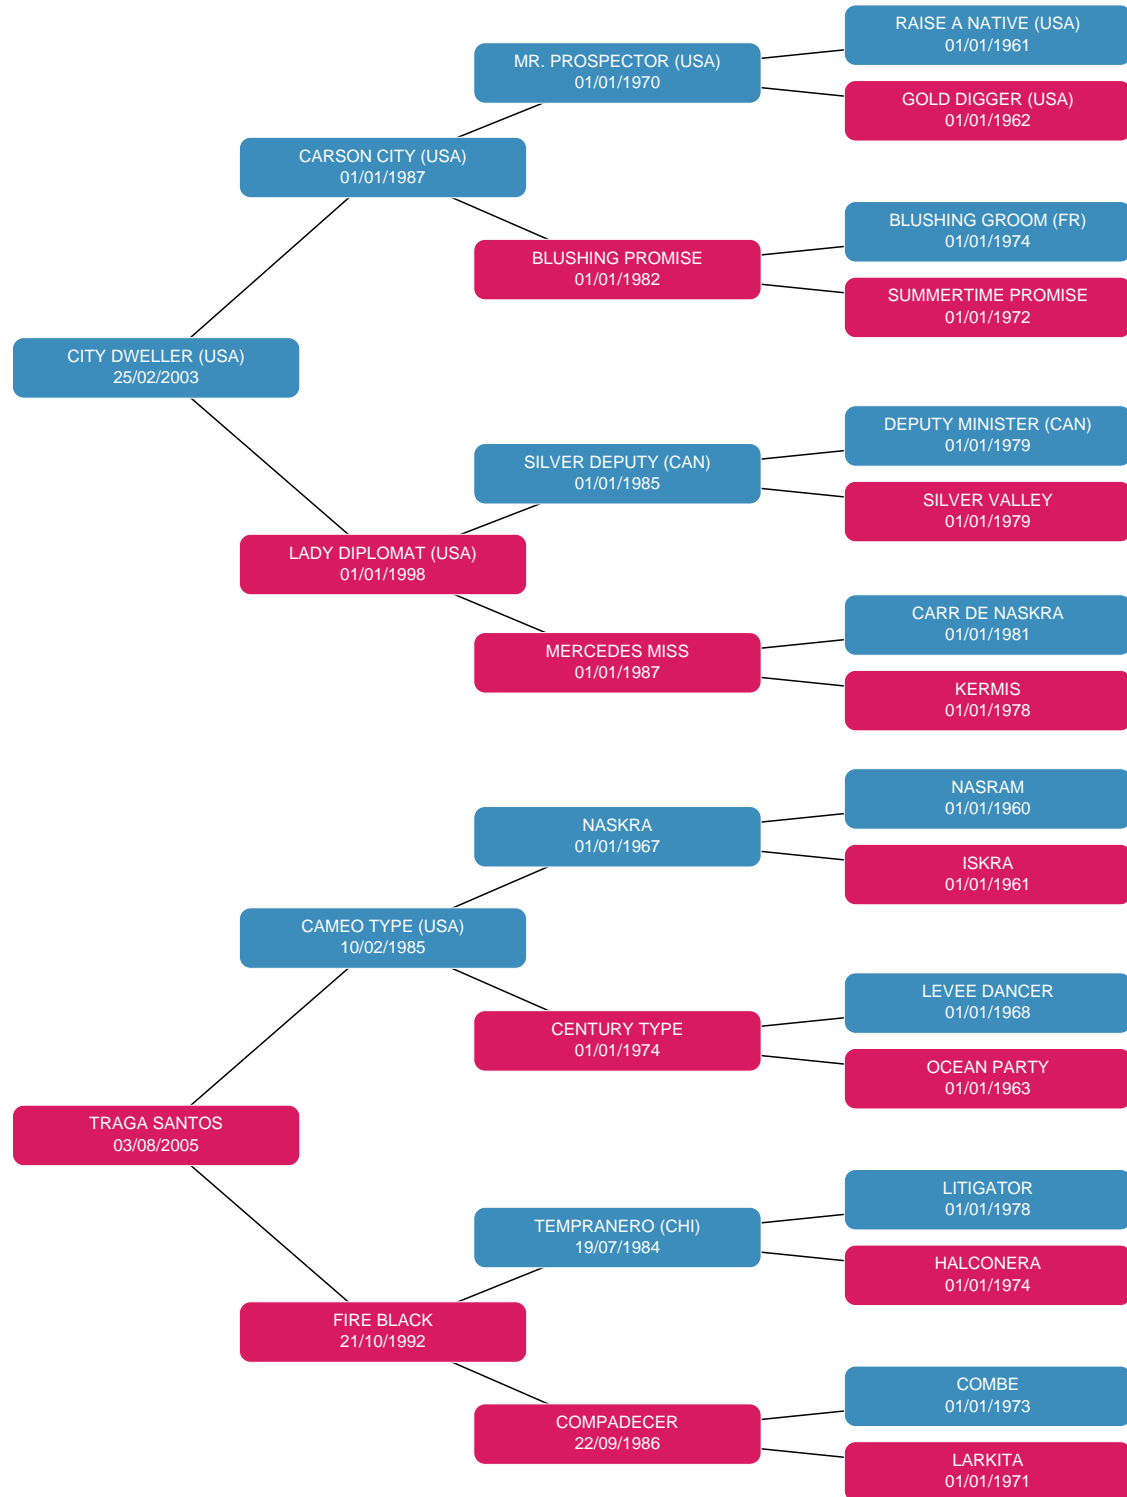 RAISE A NATIVE (USA)
01/01/1961
MR. PROSPECTOR (USA)
01/01/1970
GOLD DIGGER (USA)
01/01/1962
CARSON CITY (USA)
01/01/1987
BLUSHING GROOM (FR)
01/01/1974
BLUSHING PROMISE
01/01/1982
SUMMERTIME PROMISE
01/01/1972
CITY DWELLER (USA)
25/02/2003
DEPUTY MINISTER (CAN)
01/01/1979
SILVER DEPUTY (CAN)
01/01/1985
SILVER VALLEY
01/01/1979
LADY DIPLOMAT (USA)
01/01/1998
CARR DE NASKRA
01/01/1981
MERCEDES MISS
01/01/1987
KERMIS
01/01/1978
NASRAM
01/01/1960
NASKRA
01/01/1967
ISKRA
01/01/1961
CAMEO TYPE (USA)
10/02/1985
LEVEE DANCER
01/01/1968
CENTURY TYPE
01/01/1974
OCEAN PARTY
01/01/1963
TRAGA SANTOS
03/08/2005
LITIGATOR
01/01/1978
TEMPRANERO (CHI)
19/07/1984
HALCONERA
01/01/1974
FIRE BLACK
21/10/1992
COMBE
01/01/1973
COMPADECER
22/09/1986
LARKITA
01/01/1971